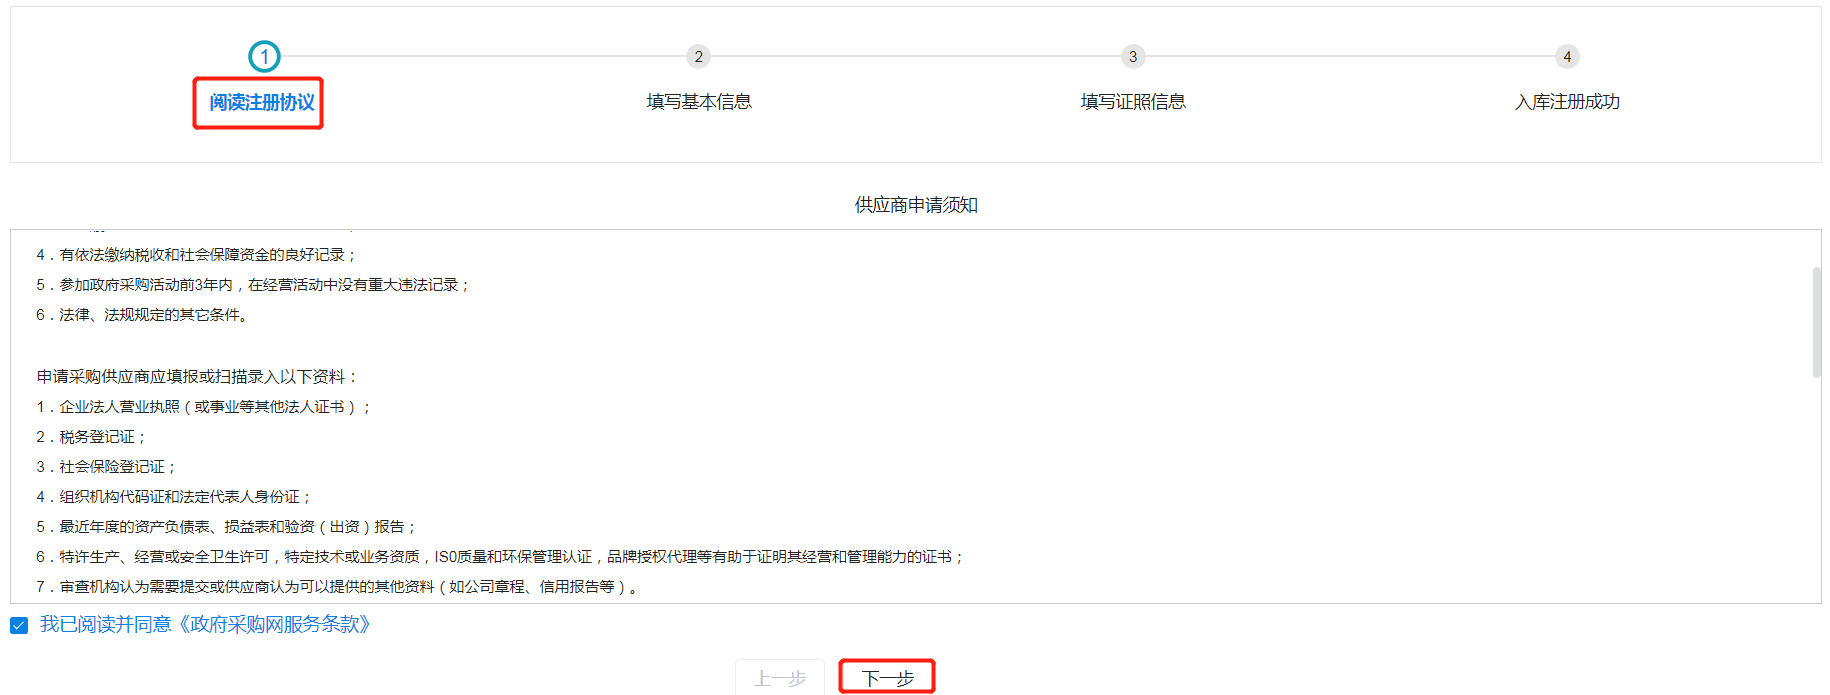 1
2
3
4
阅读注册协议
填写基本信息
填写证照信息
入库注册成功
供应商申请须知
4．有依法缴纳税收和社会保障资金的良好记录；
5．参加政府采购活动前3年内，在经营活动中没有重大违法记录；
6．法律、法规规定的其它条件。
申请采购供应商应填报或扫描录入以下资料：
1．企业法人营业执照（或事业等其他法人证书）；
2．税务登记证；
3．社会保险登记证；
4．组织机构代码证和法定代表人身份证；
5．最近年度的资产负债表、损益表和验资（出资）报告；
6．特许生产、经营或安全卫生许可，特定技术或业务资质，IS0质量和环保管理认证，品牌授权代理等有助于证明其经营和管理能力的证书；
7．审查机构认为需要提交或供应商认为可以提供的其他资料（如公司章程、信用报告等）。
我已阅读并同意《政府采购网服务条款》
上一步
下一步